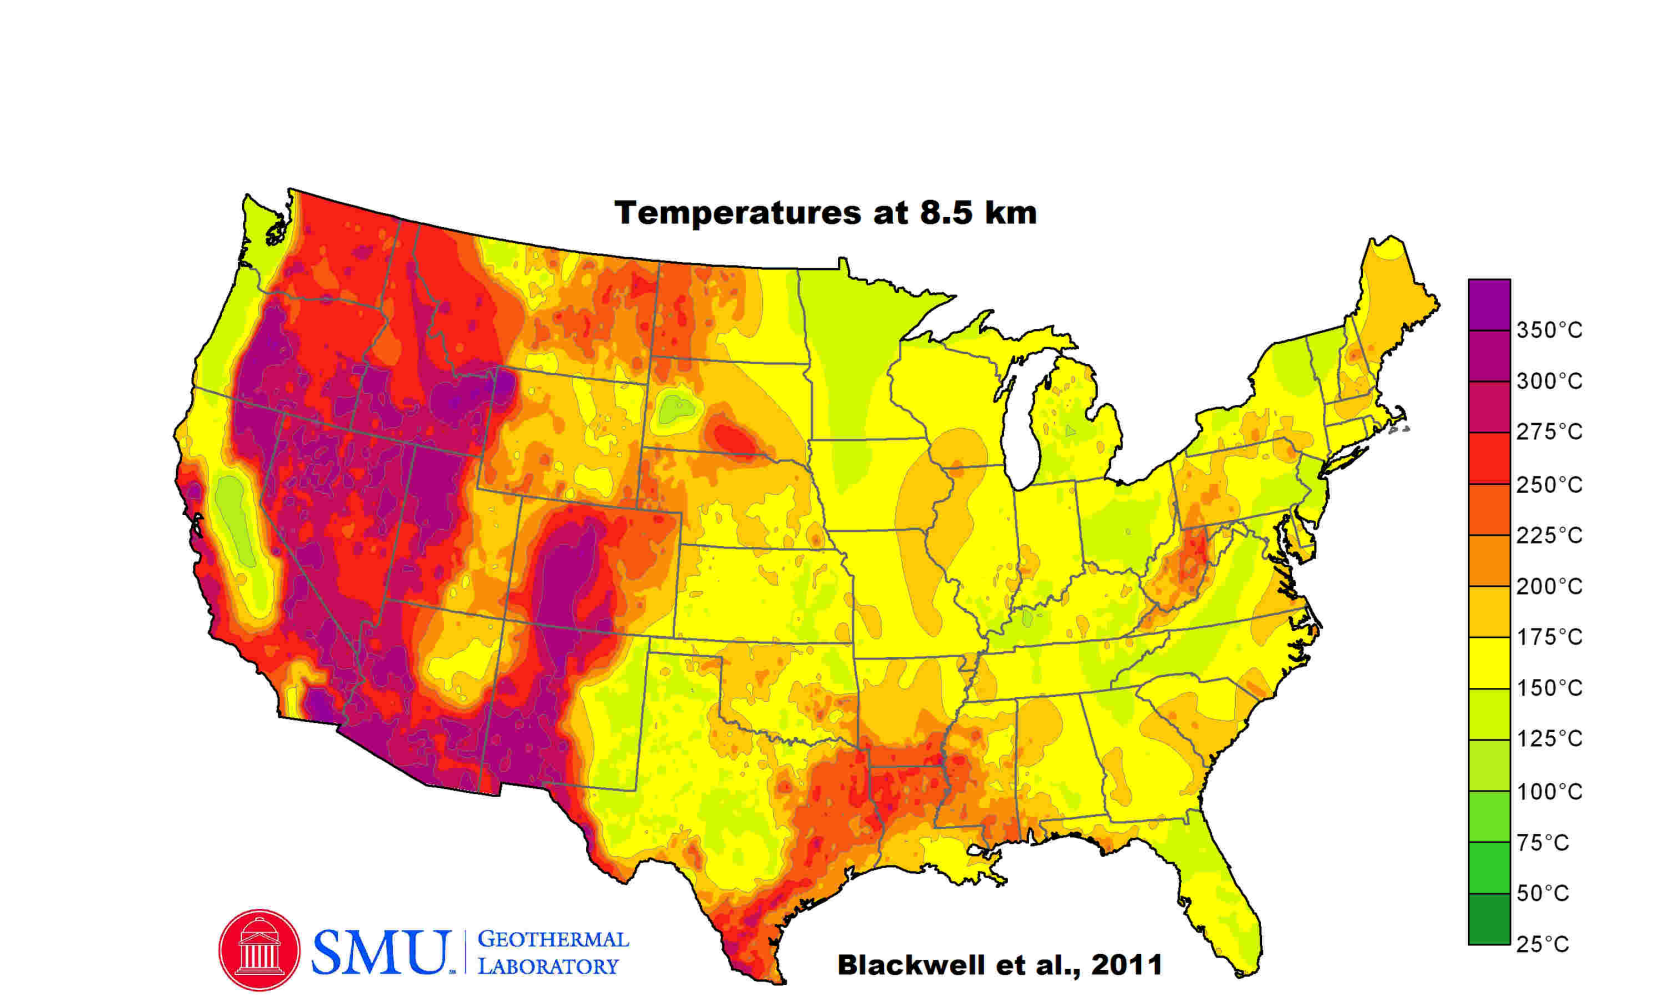 Temperatures at 8.5 km
350°C
300°C
275°C
250°C
225°C
200°C
175°C
150°C
125°C
100°C
75°C
50°C
25°C
SMU
GEOTHERMAL
LABORATORY
Blackwell et al., 2011